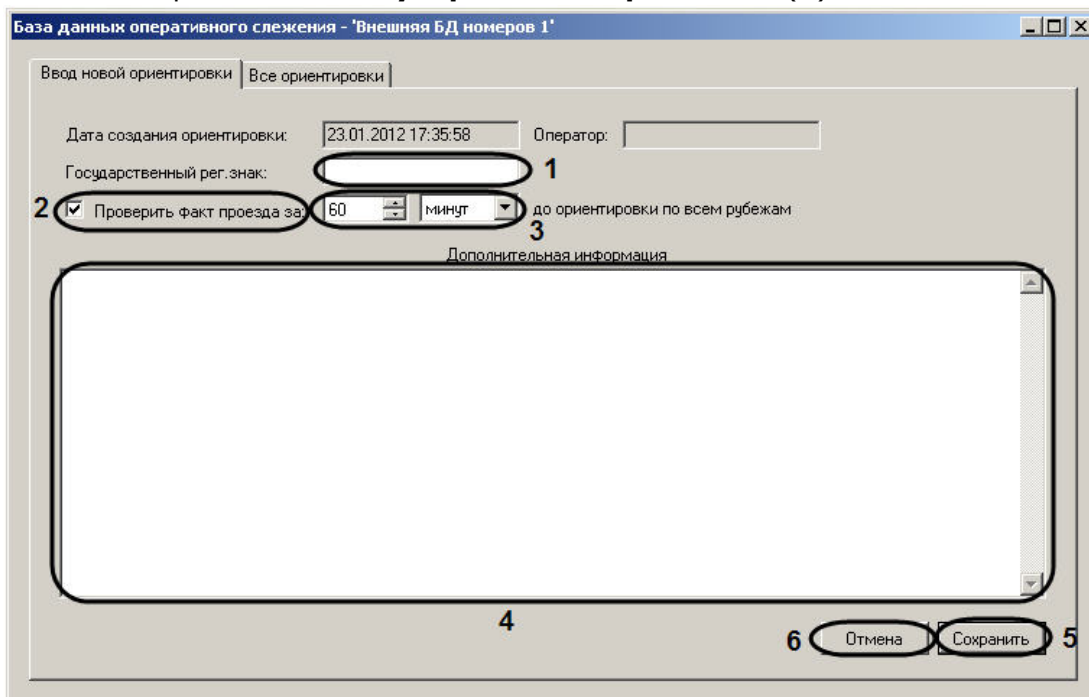 База данных оперативного слежения - 'Внешняя БД номеров 1'
Ввод новой ориентировки Все ориентировки
Дата создания ориентировки: 23.01.2012 17:35:58 Оператор:
Государственный рег.знак: 1
2 Проверить факт проезда за: 60 минут до ориентировки по всем рубежам
3
Дополнительная информация
4
6 Отмена Сохранить 5